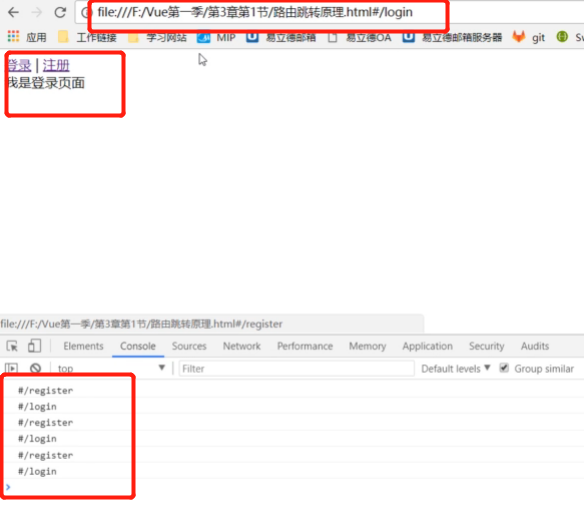 file:///F:/Vue第一季/第3章第1节/路由跳转原理.html#/login
应用 工作链接 学习网站 MIP 易立德邮箱 易立德OA 易立德邮箱服务器 git
登录 | 注册
我是登录页面
file:///F:/Vue第一季/第3章第1节/路由跳转原理.html#/register
Elements Console Sources Network Performance Memory Application Security Audits
top ▼ Filter Default levels ▼ Group similar
#/register
#/login
#/register
#/login
#/register
#/login
>